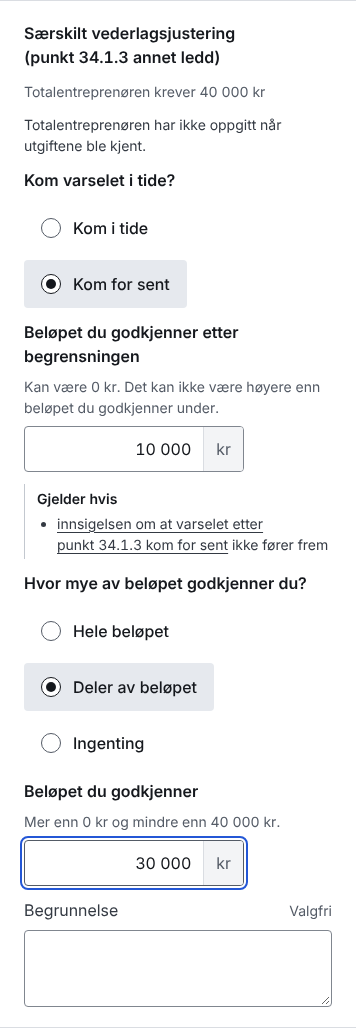 Særskilt vederlagsjustering
(punkt 34.1.3 annet ledd)
Totalentreprenøren krever 40 000 kr
Totalentreprenøren har ikke oppgitt når
utgiftene ble kjent.
Kom varselet i tide?
Kom i tide
Kom for sent
Beløpet du godkjenner etter
begrensningen
Kan være 0 kr. Det kan ikke være høyere enn
beløpet du godkjenner under.
10 000 kr
Gjelder hvis
• innsigelsen om at varselet etter
punkt 34.1.3 kom for sent ikke fører frem
Hvor mye av beløpet godkjenner du?
Hele beløpet
Deler av beløpet
Ingenting
Beløpet du godkjenner
Mer enn 0 kr og mindre enn 40 000 kr.
30 000 kr
Begrunnelse Valgfri